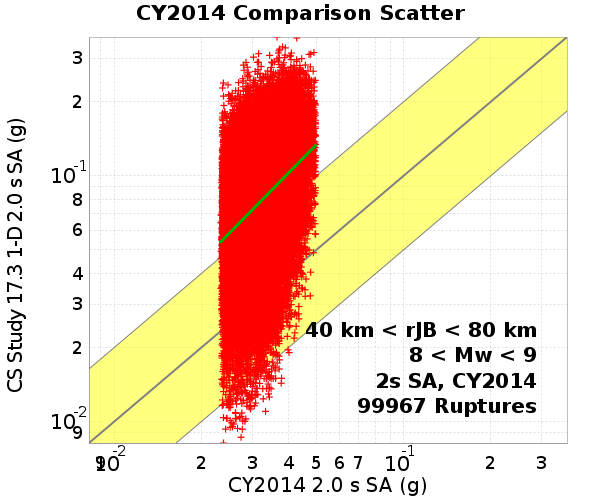 CY2014 Comparison Scatter
CS Study 17.3 1-D 2.0 s SA (g)
3
2
10-1
8
6
4
3
2
10-2
9
40 km < rJB < 80 km
8 < Mw < 9
2s SA, CY2014
99967 Ruptures
9 10-2 2 3 4 5 6 7 10-1 2 3
CY2014 2.0 s SA (g)